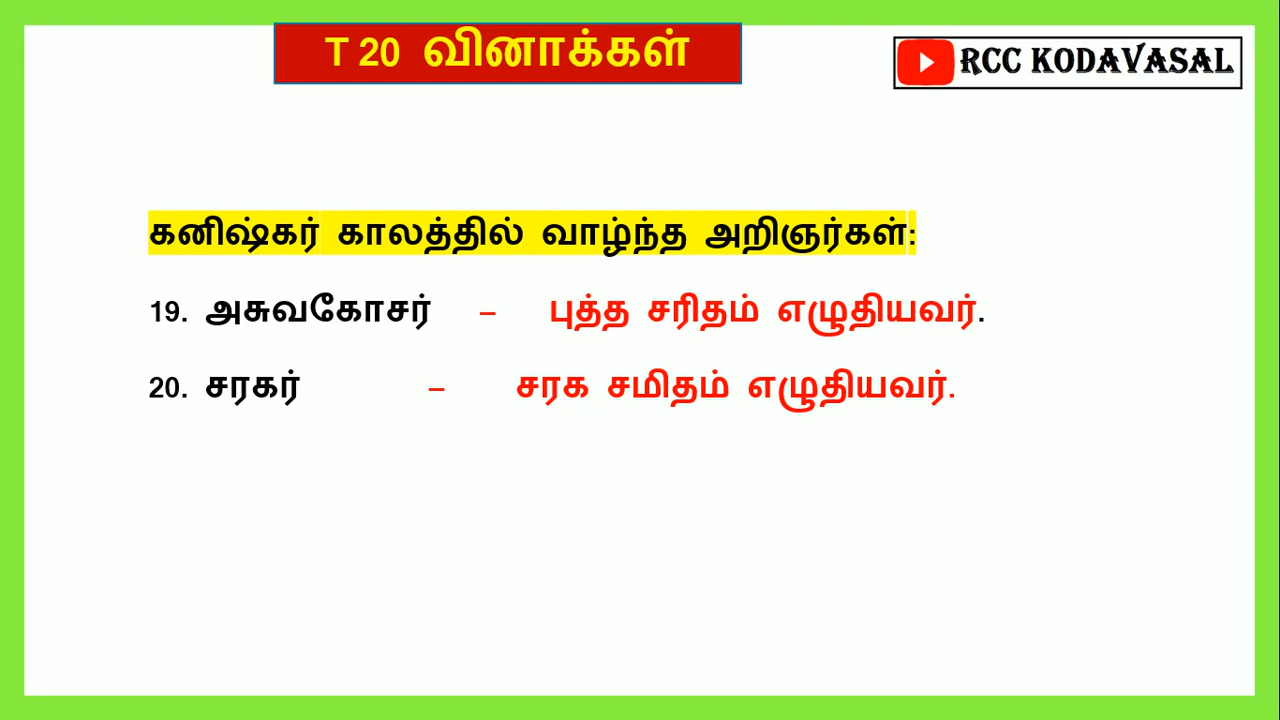 T 20 வினாக்கள்
RCC KODAVASAL
கனிஷ்கர் காலத்தில் வாழ்ந்த அறிஞர்கள்:
19. அசுவகோசர் – புத்த சரிதம் எழுதியவர்.
20. சரகர் – சரக சமிதம் எழுதியவர்.